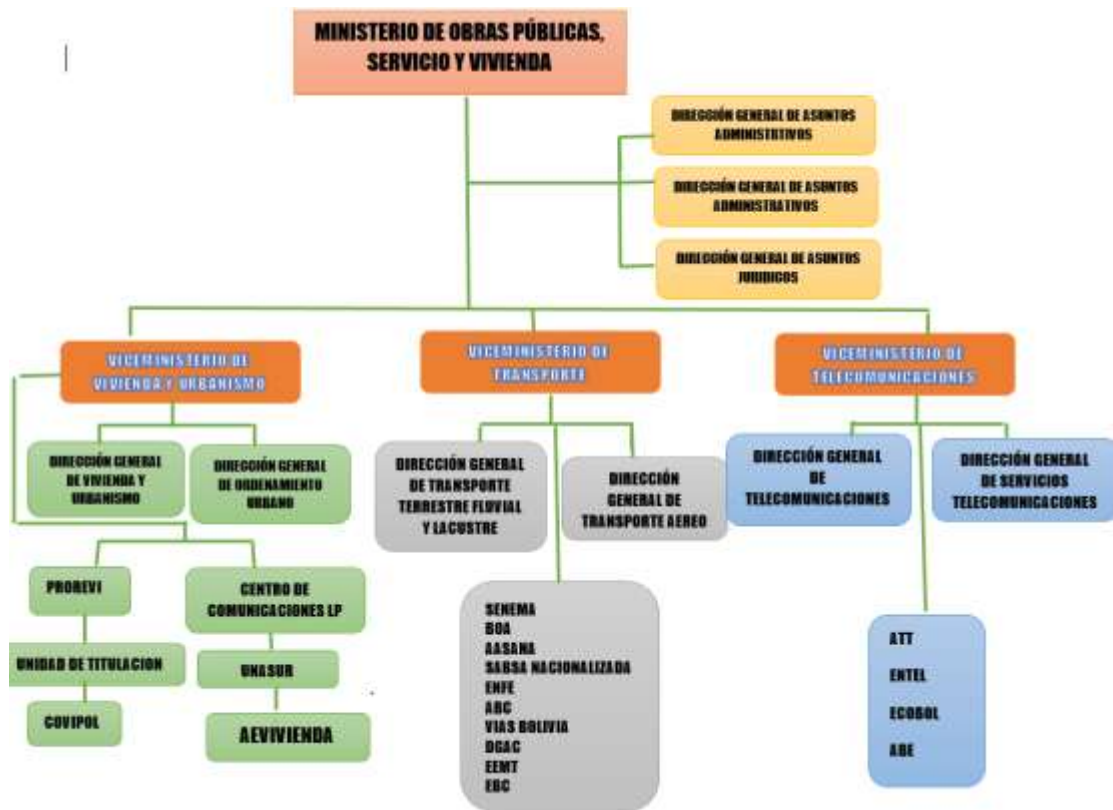 MINISTERIO DE OBRAS PÚBLICAS,
SERVICIO Y VIVIENDA
DIRECCIÓN GENERAL DE ASUNTOS
ADMINISTRTIVOS
DIRECCIÓN GENERAL DE ASUNTOS
ADMINISTRATIVOS
DIRECCIÓN GENERAL DE ASUNTOS
JURIDICOS
VICEMINISTERIO DE
VIVIENDA Y URBANISMO
VICEMINISTERIO DE
TRANSPORTE
VICEMINISTERIO DE
TELECOMUNICACIONES
DIRECCIÓN GENERAL
DE VIVIENDA Y
URBANISMO
DIRECCIÓN GENERAL
DE ORDENAMIENTO
URBANO
DIRECCIÓN GENERAL
DE TRANSPORTE
TERRESTRE FLUVIAL
Y LACUSTRE
DIRECCIÓN
GENERAL DE
TRANSPORTE AEREO
DIRECCIÓN GENERAL
DE
TELECOMUNICACIONES
DIRECCIÓN GENERAL
DE SERVICIOS
TELECOMUNICACIONES
PROREVI
UNIDAD DE TITULACION
COVIPOL
CENTRO DE
COMUNICACIONES LP
UNASUR
AEVIVIENDA
SENEMA
BOA
AASANA
SABSA NACIONALIZADA
ENFE
ABC
VIAS BOLIVIA
DGAC
EEMT
EBC
ATT
ENTEL
ECOBOL
ABE